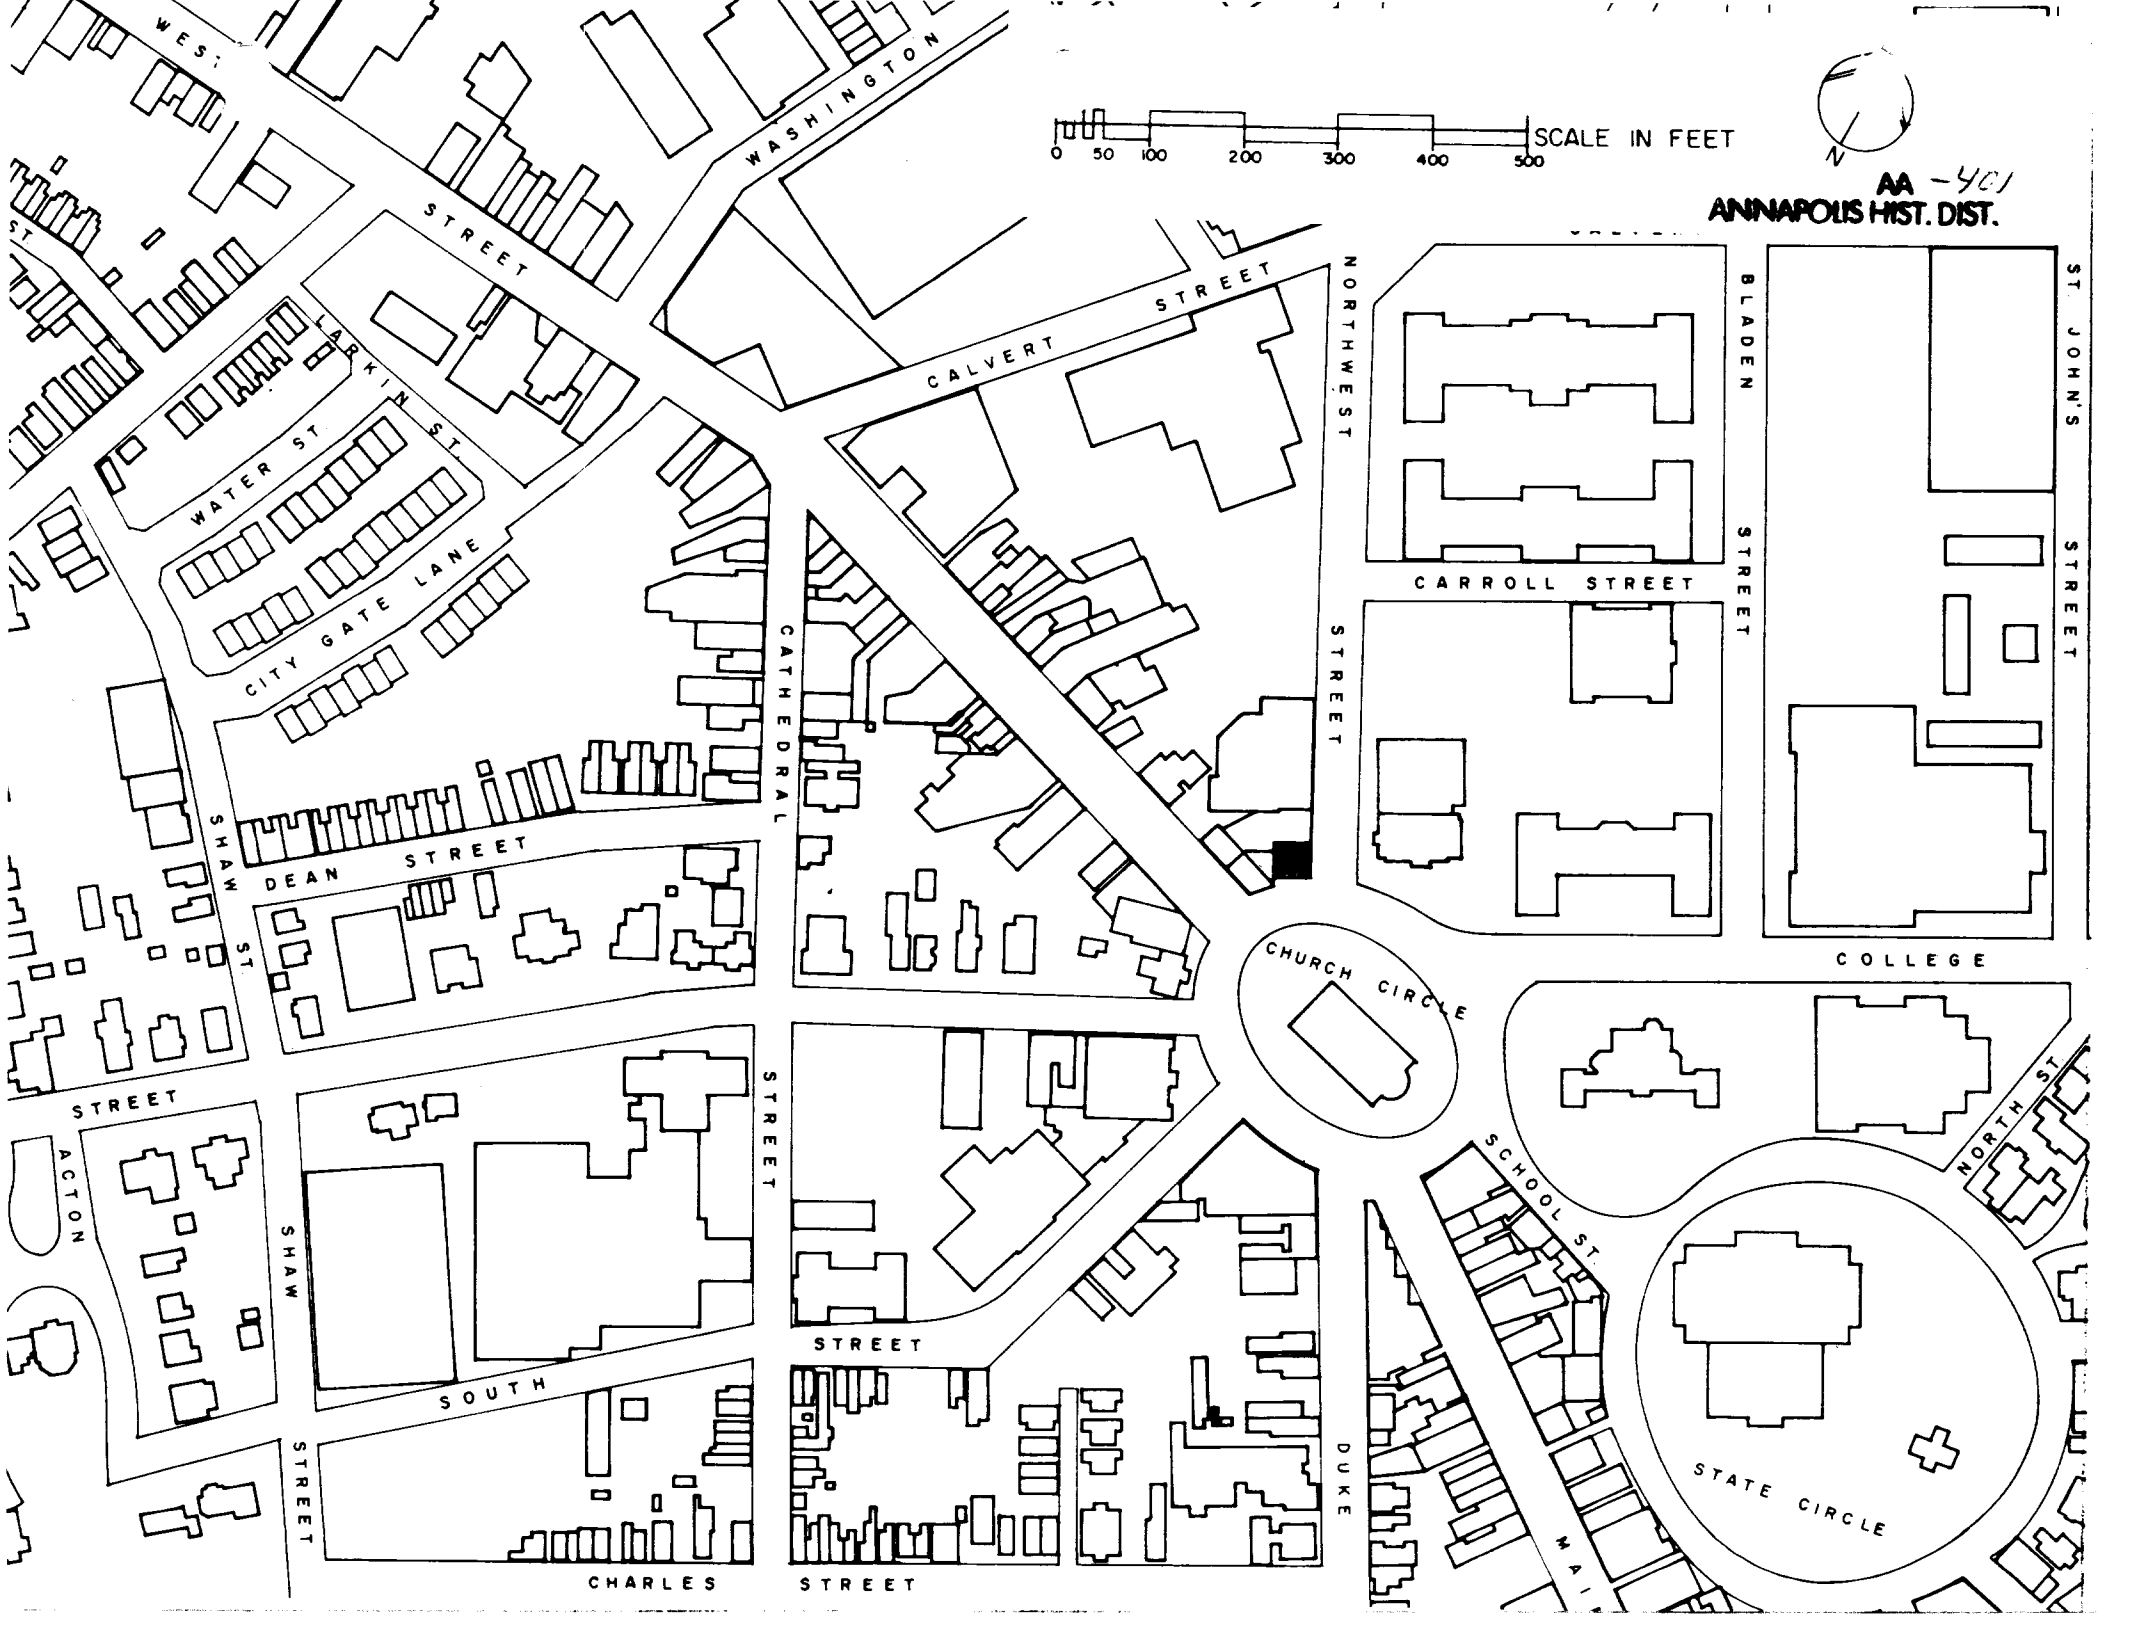 WEST
WASHINGTON
SCALE IN FEET
0 50 100 200 300 400 500
N
AA -401
ANNAPOLIS HIST. DIST.
STREET
ST
LARKIN ST.
CALVERT STREET
NORTHWEST STREET
BLADEN STREET
ST. JOHN'S STREET
WATER ST.
CITY GATE LANE
CARROLL STREET
CATHEDRAL STREET
SHAW ST.
DEAN STREET
CHURCH CIRCLE
COLLEGE
STREET
ACTON
SHAW STREET
NORTH ST
SCHOOL ST.
STREET
SOUTH
DUKE
STATE CIRCLE
MAIN
CHARLES STREET